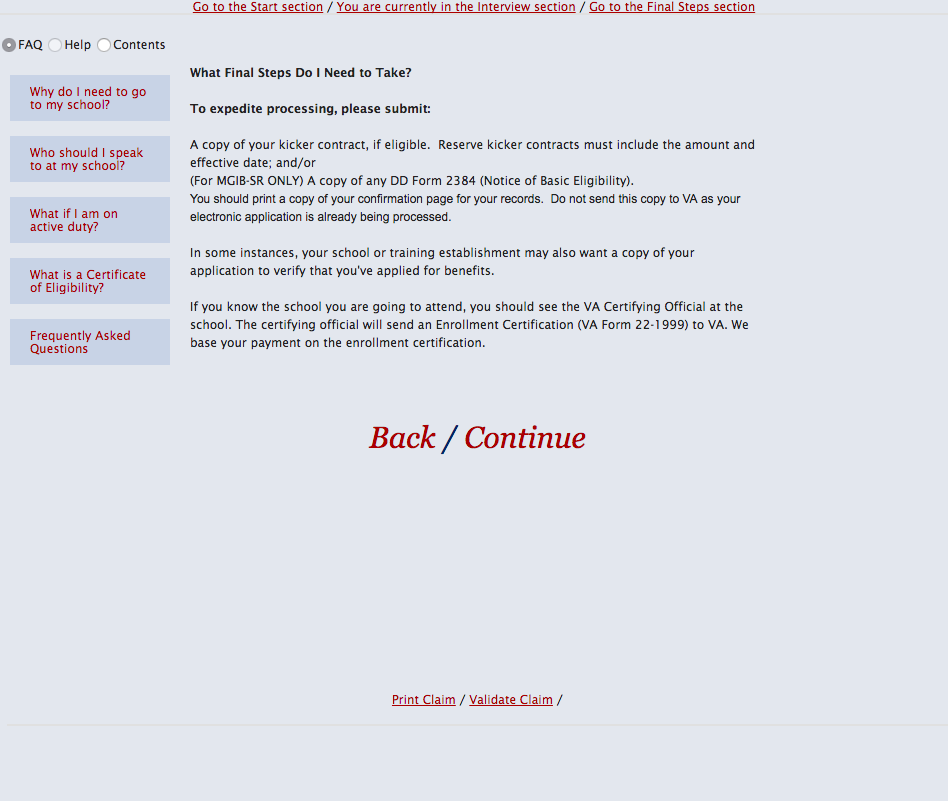 Go to the Start section / You are currently in the Interview section / Go to the Final Steps section
FAQ Help Contents
Why do I need to go
to my school?
Who should I speak
to at my school?
What if I am on
active duty?
What is a Certificate
of Eligibility?
Frequently Asked
Questions
What Final Steps Do I Need to Take?
To expedite processing, please submit:
A copy of your kicker contract, if eligible.  Reserve kicker contracts must include the amount and
effective date; and/or
(For MGIB-SR ONLY) A copy of any DD Form 2384 (Notice of Basic Eligibility).
You should print a copy of your confirmation page for your records.  Do not send this copy to VA as your
electronic application is already being processed.
In some instances, your school or training establishment may also want a copy of your
application to verify that you've applied for benefits.
If you know the school you are going to attend, you should see the VA Certifying Official at the
school. The certifying official will send an Enrollment Certification (VA Form 22-1999) to VA. We
base your payment on the enrollment certification.
Back / Continue
Print Claim / Validate Claim /